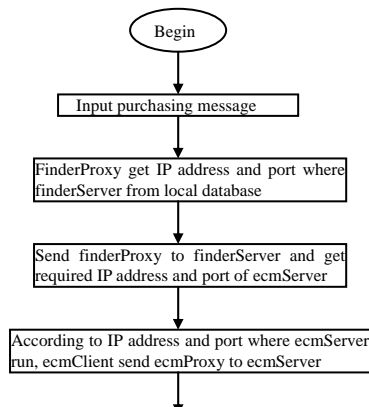 Begin
Input purchasing message
FinderProxy get IP address and port where
finderServer from local database
Send finderProxy to finderServer and get
required IP address and port of ecmServer
According to IP address and port where ecmServer
run, ecmClient send ecmProxy to ecmServer